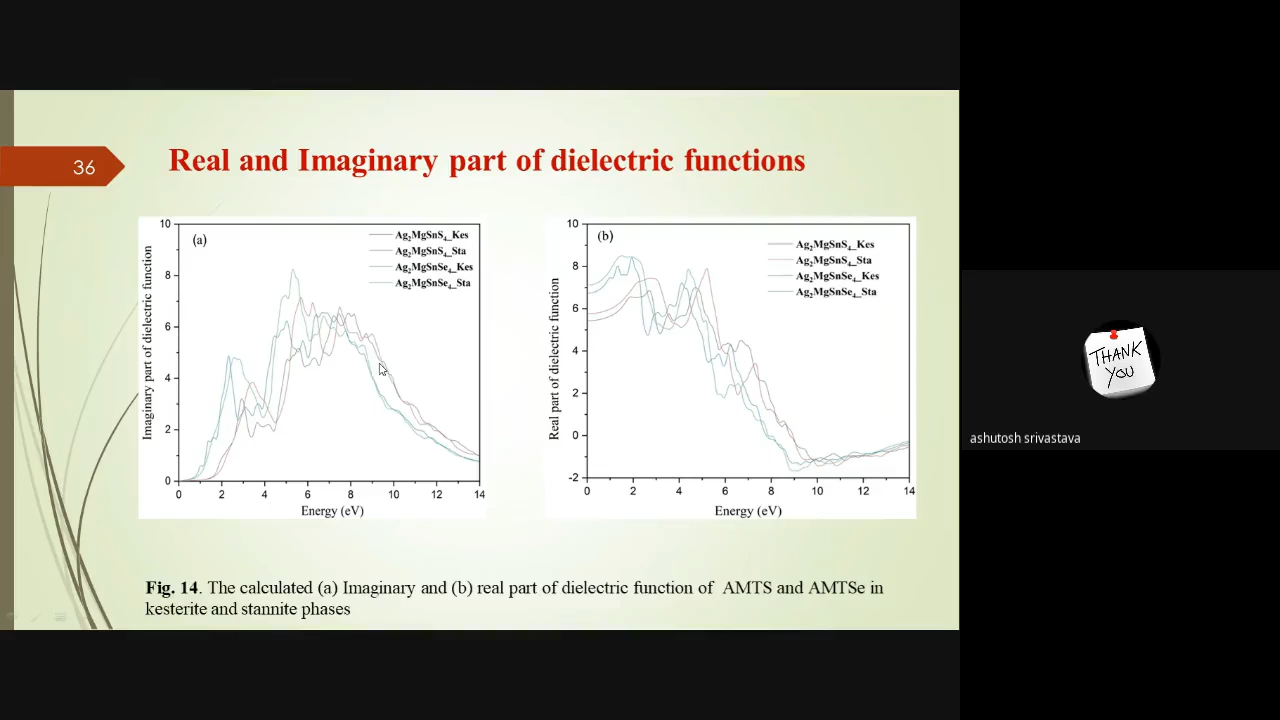 36
Real and Imaginary part of dielectric functions
(a)
Ag₂MgSnS₄_Kes
Ag₂MgSnS₄_Sta
Ag₂MgSnSe₄_Kes
Ag₂MgSnSe₄_Sta
10
8
6
4
2
0
0 2 4 6 8 10 12 14
Imaginary part of dielectric function
Energy (eV)
(b)
Ag₂MgSnS₄_Kes
Ag₂MgSnS₄_Sta
Ag₂MgSnSe₄_Kes
Ag₂MgSnSe₄_Sta
10
8
6
4
2
0
-2
0 2 4 6 8 10 12 14
Real part of dielectric function
Energy (eV)
Fig. 14. The calculated (a) Imaginary and (b) real part of dielectric function of AMTS and AMTSe in
kesterite and stannite phases
THANK
YOU
ashutosh srivastava